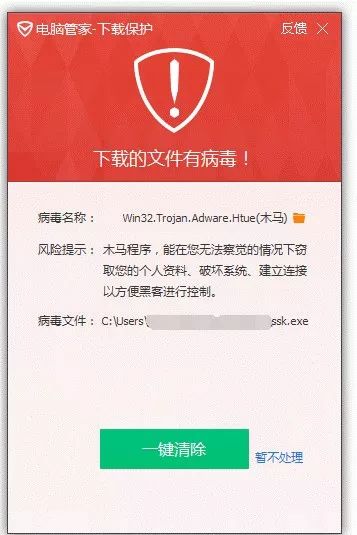 电脑管家-下载保护 反馈
下载的文件有病毒！
病毒名称： Win32.Trojan.Adware.Htue(木马)
风险提示： 木马程序，能在您无法察觉的情况下窃
取您的个人资料、破坏系统、建立连接
以方便黑客进行控制。
病毒文件： C:\Users\ ssk.exe
一键清除 暂不处理